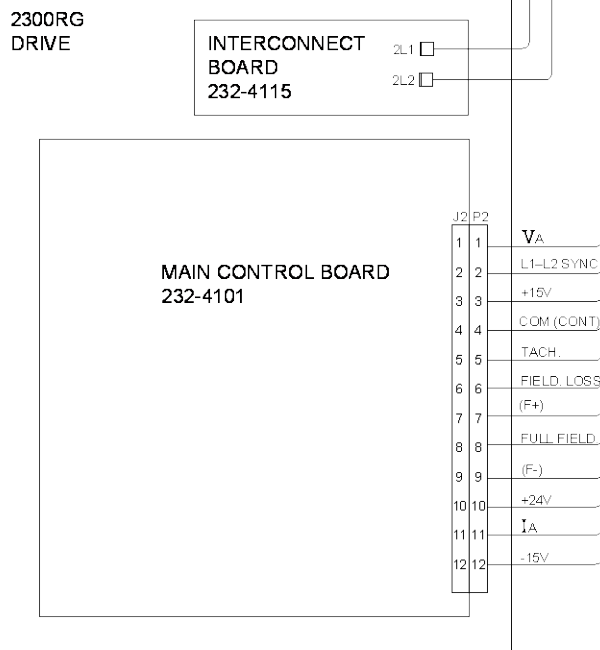 2300RG
DRIVE
INTERCONNECT
BOARD
232-4115
2L1
2L2
MAIN CONTROL BOARD
232-4101
J2 P2
1 1 VA
2 2 L1-L2 SYNC
3 3 +15V
4 4 COM (CONT)
5 5 TACH.
6 6 FIELD. LOSS
7 7 (F+)
8 8 FULL FIELD
9 9 (F-)
10 10 +24V
11 11 IA
12 12 -15V